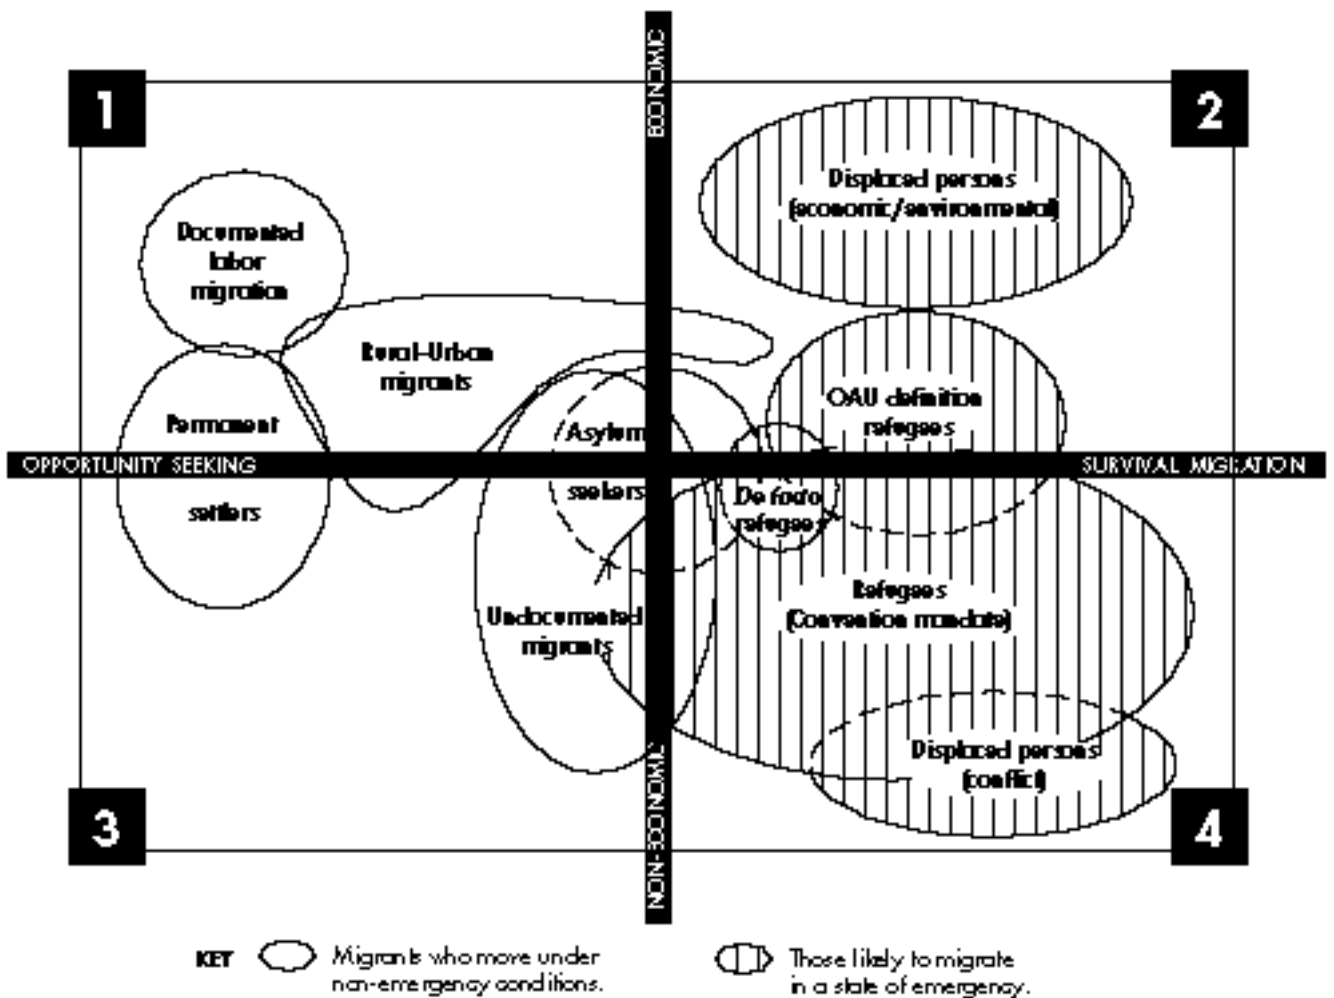 ECONOMIC
1
2
Displaced persons
(economic/environmental)
Documented
labor
migration
Rural-Urban
migrants
OAU definition
refugees
Permanent
Asylum
OPPORTUNITY SEEKING
SURVIVAL MIGRATION
settlers
seekers
De facto
refugees
Refugees
(Convention mandate)
Undocumented
migrants
Displaced persons
(conflict)
3
4
NON-ECONOMIC
KEY
Migrants who move under
non-emergency conditions.
Those likely to migrate
in a state of emergency.